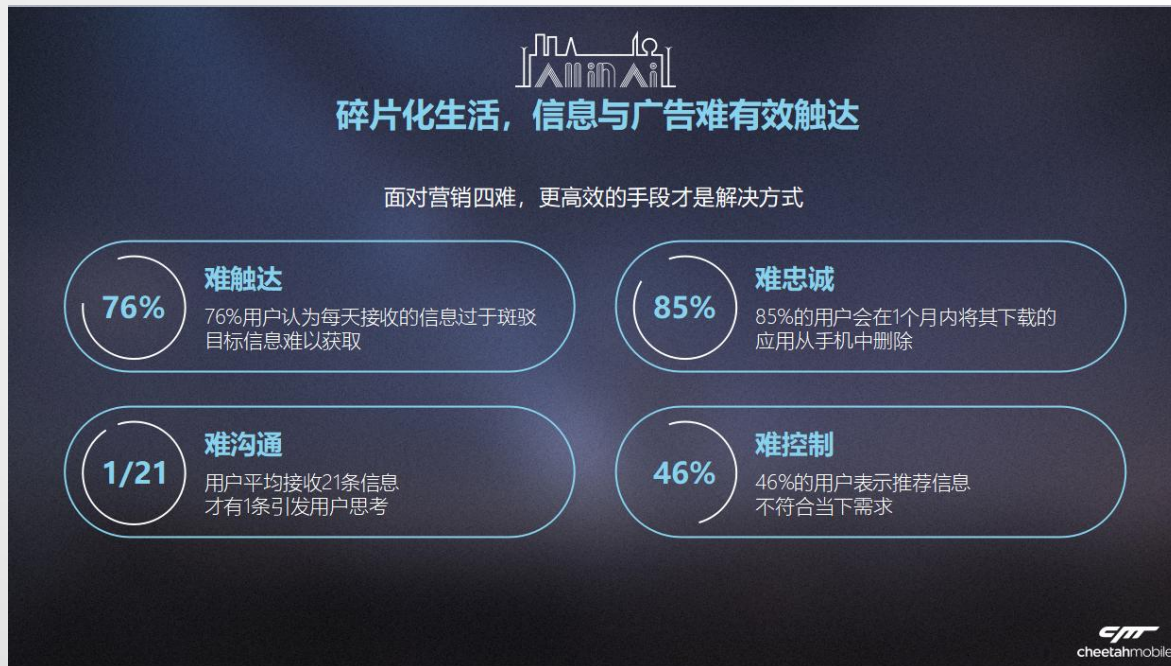 All in Ai
碎片化生活，信息与广告难有效触达
面对营销四难，更高效的手段才是解决方式
76%
难触达
76%用户认为每天接收的信息过于斑驳
目标信息难以获取
85%
难忠诚
85%的用户会在1个月内将其下载的
应用从手机中删除
1/21
难沟通
用户平均接收21条信息
才有1条引发用户思考
46%
难控制
46%的用户表示推荐信息
不符合当下需求
cm
cheetahmobile